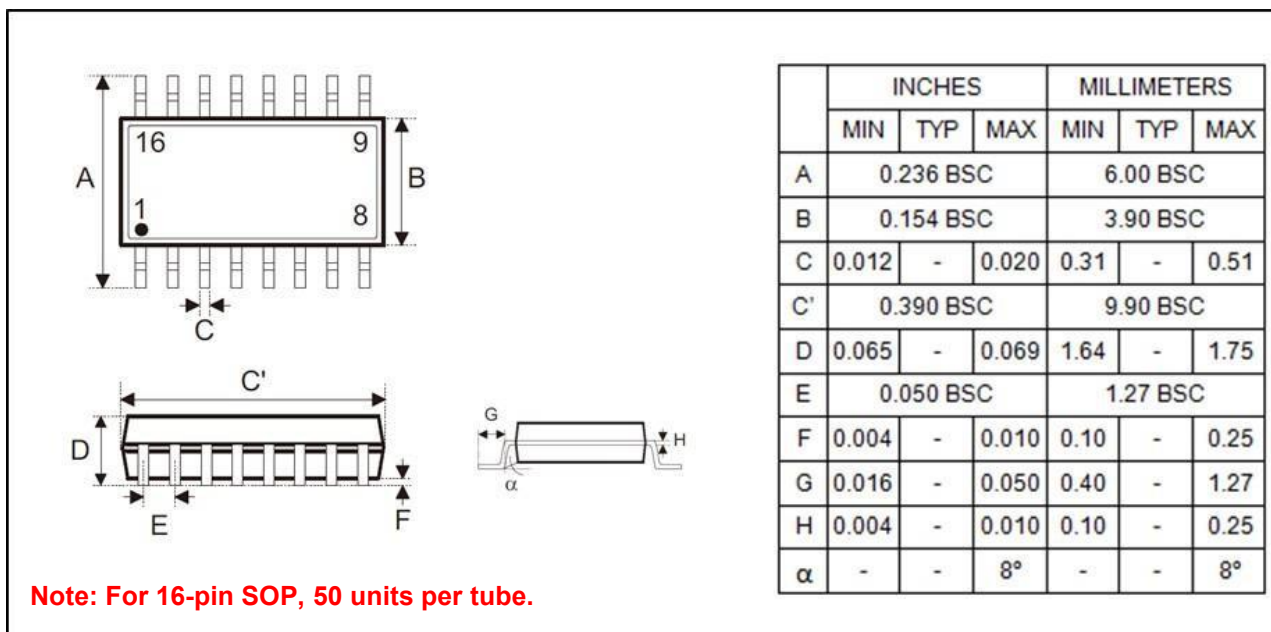 A
16 9
1 8
B
C
C'
D
E
F
G
H
α
Note: For 16-pin SOP, 50 units per tube.
INCHES MILLIMETERS
MIN TYP MAX MIN TYP MAX
A 0.236 BSC 6.00 BSC
B 0.154 BSC 3.90 BSC
C 0.012 - 0.020 0.31 - 0.51
C' 0.390 BSC 9.90 BSC
D 0.065 - 0.069 1.64 - 1.75
E 0.050 BSC 1.27 BSC
F 0.004 - 0.010 0.10 - 0.25
G 0.016 - 0.050 0.40 - 1.27
H 0.004 - 0.010 0.10 - 0.25
α - - 8° - - 8°